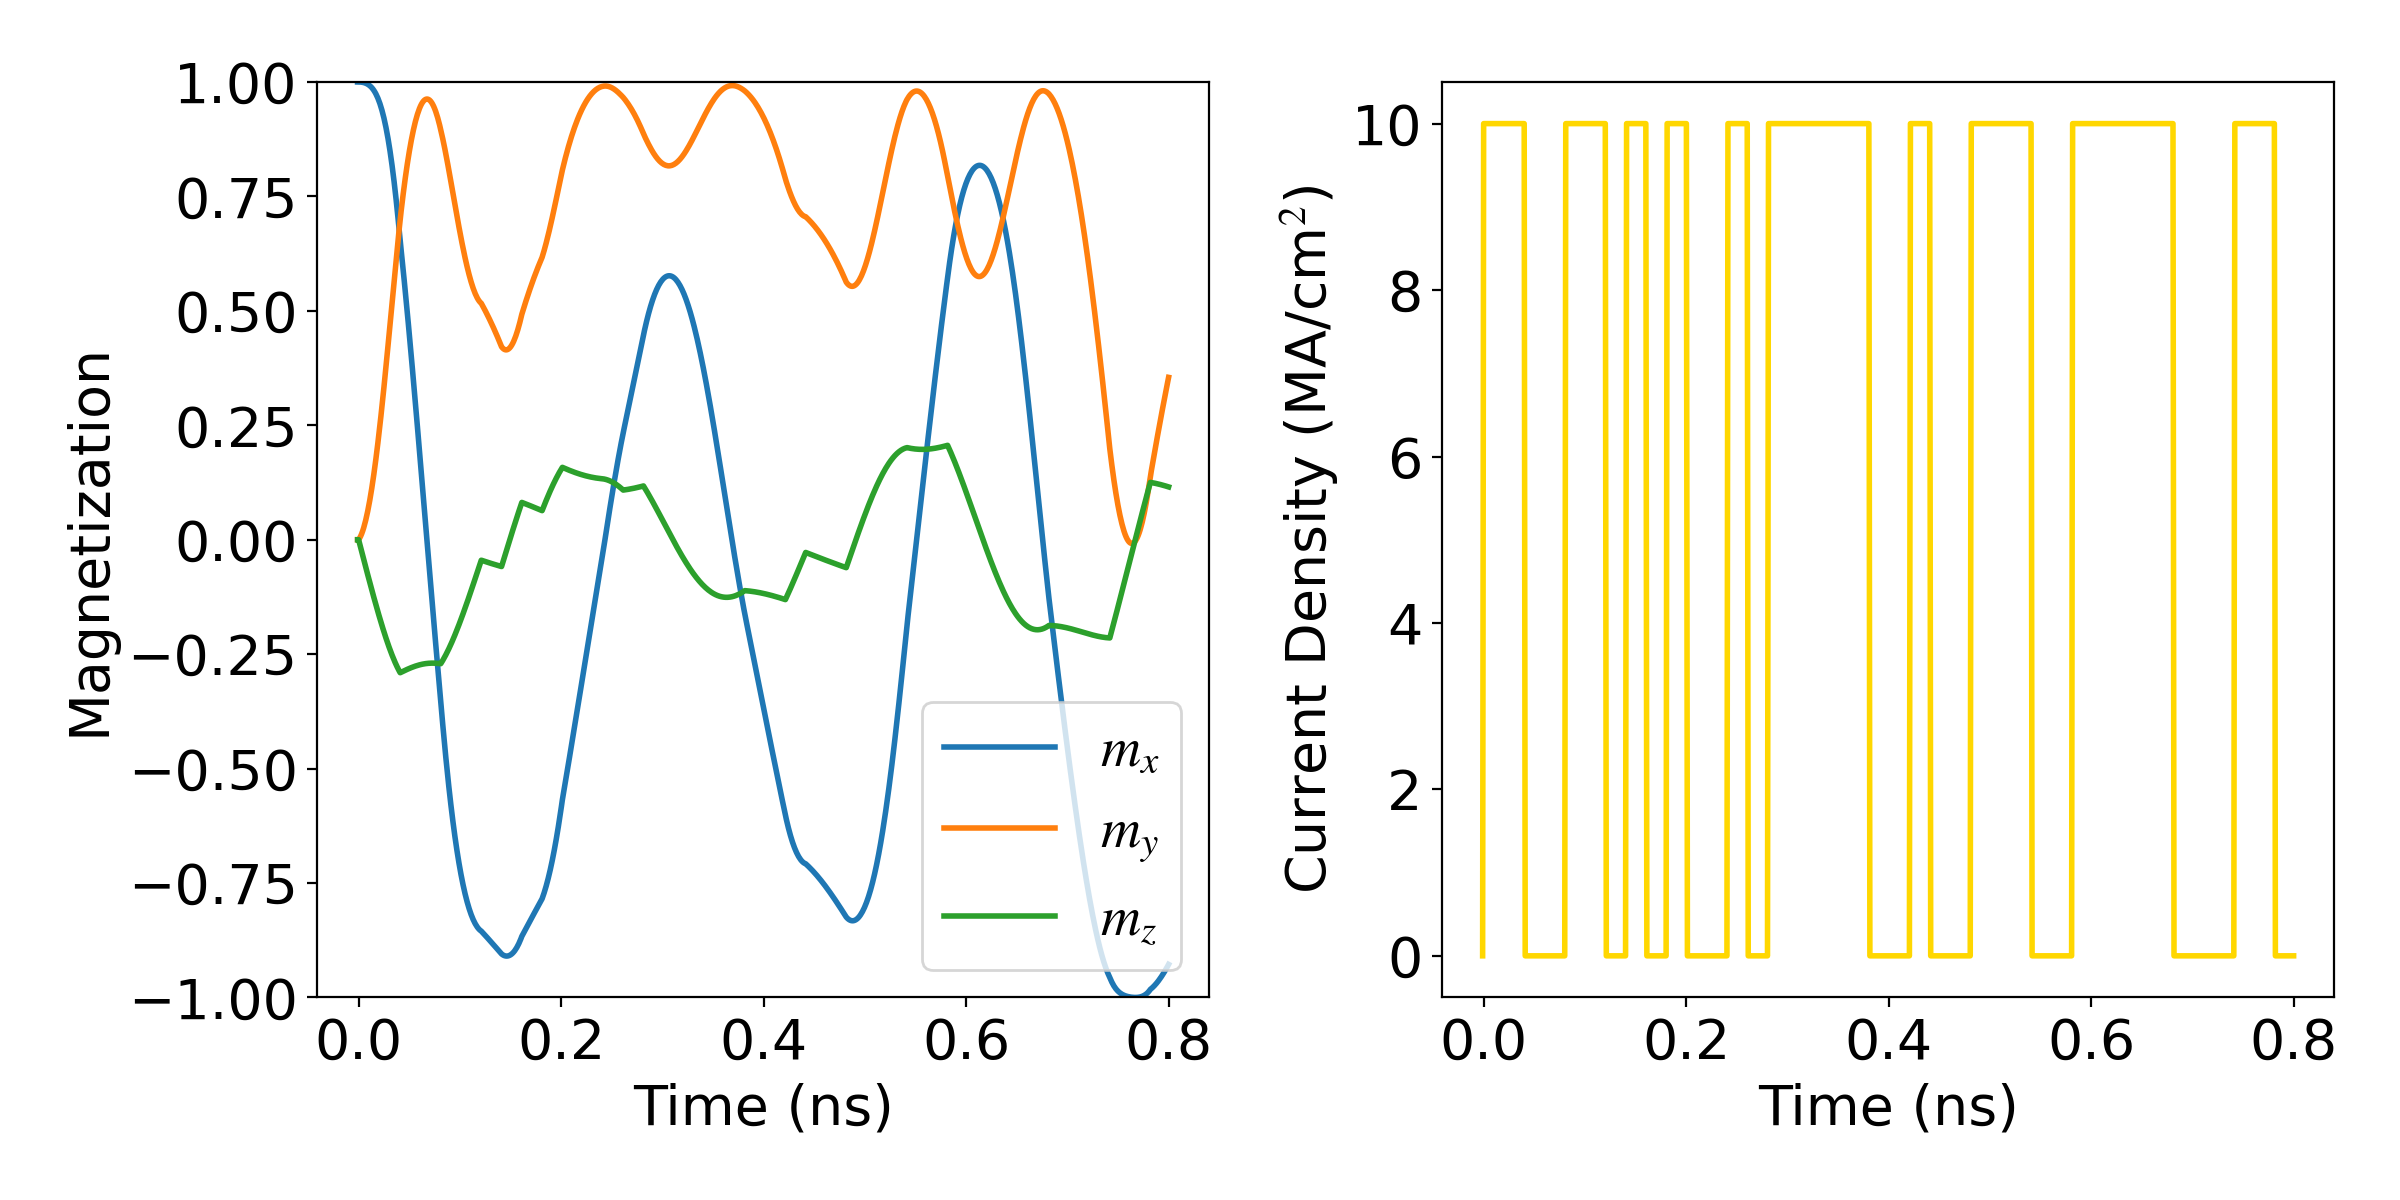 Magnetization
1.00
0.75
0.50
0.25
0.00
−0.25
−0.50
−0.75
−1.00
0.0 0.2 0.4 0.6 0.8
Time (ns)
m_x
m_y
m_z
Current Density (MA/cm²)
10
8
6
4
2
0
0.0 0.2 0.4 0.6 0.8
Time (ns)